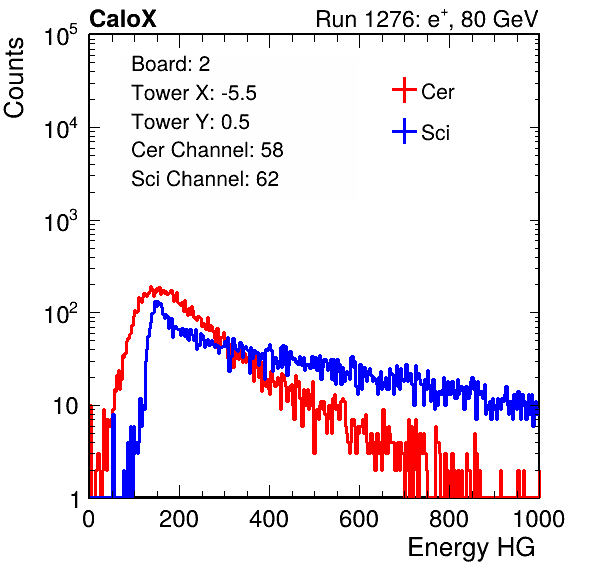 CaloX Run 1276: e⁺, 80 GeV
Counts
10⁵
10⁴
10³
10²
10
1
Board: 2
Tower X: -5.5
Tower Y: 0.5
Cer Channel: 58
Sci Channel: 62
Cer
Sci
0 200 400 600 800 1000
Energy HG